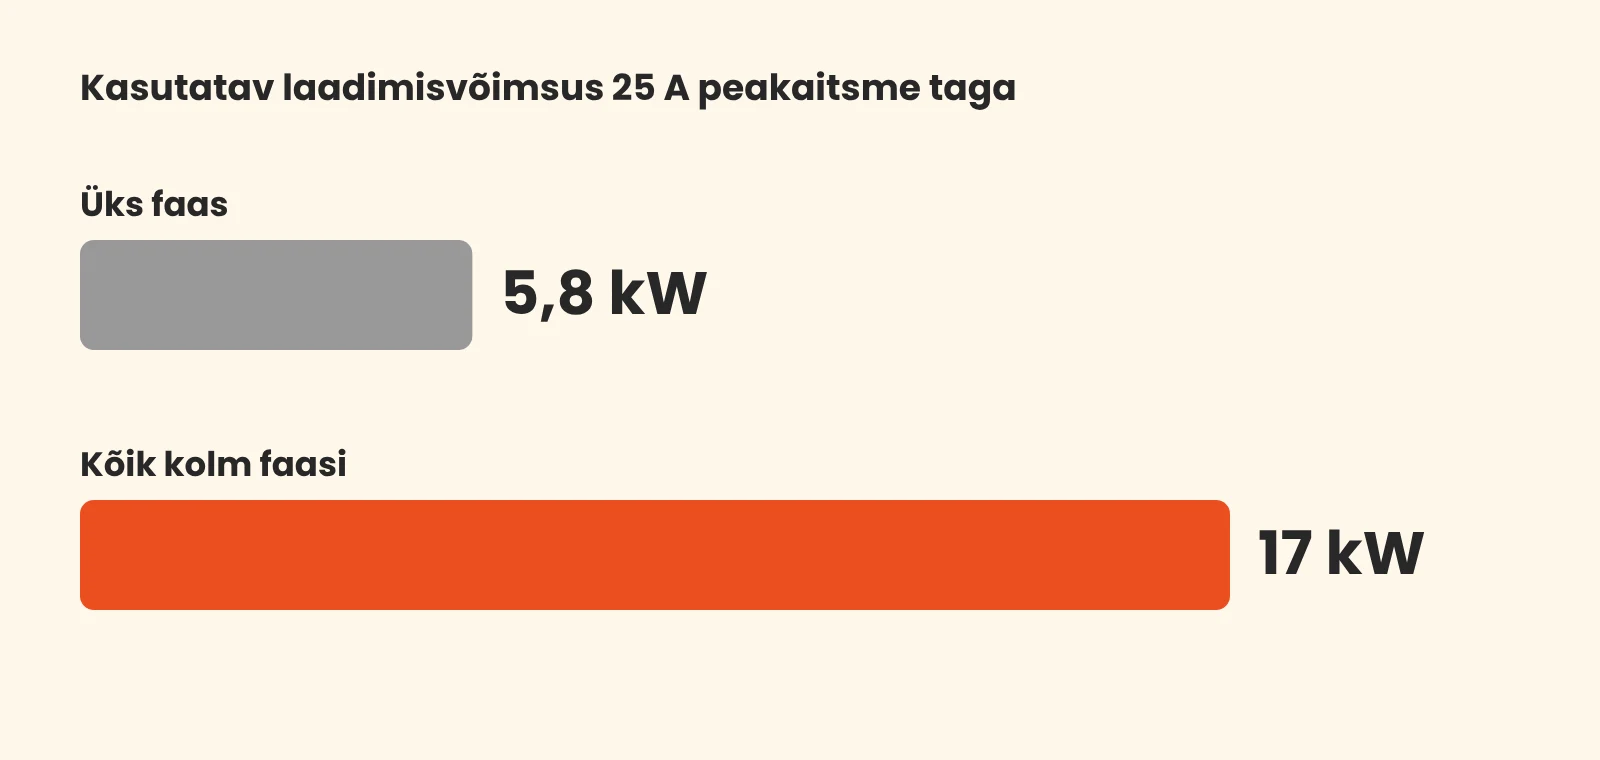 Kasutatav laadimisvõimsus 25 A peakaitsme taga
Üks faas
5,8 kW
Kõik kolm faasi
17 kW